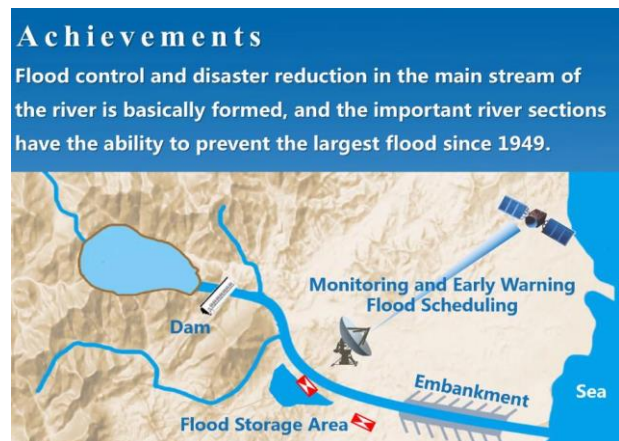 Achievements
Flood control and disaster reduction in the main stream of
the river is basically formed, and the important river sections
have the ability to prevent the largest flood since 1949.
Monitoring and Early Warning
Flood Scheduling
Dam
Embankment
Sea
Flood Storage Area